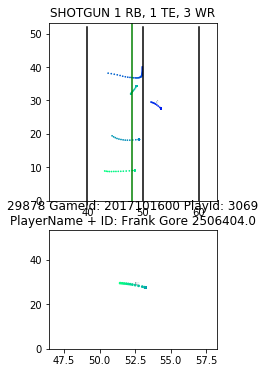 SHOTGUN 1 RB, 1 TE, 3 WR
50
40
30
20
10
0
40 50 60
29878 GameId: 2017101600 PlayId: 3069
PlayerName + ID: Frank Gore 2506404.0
40
20
0
47.5 50.0 52.5 55.0 57.5